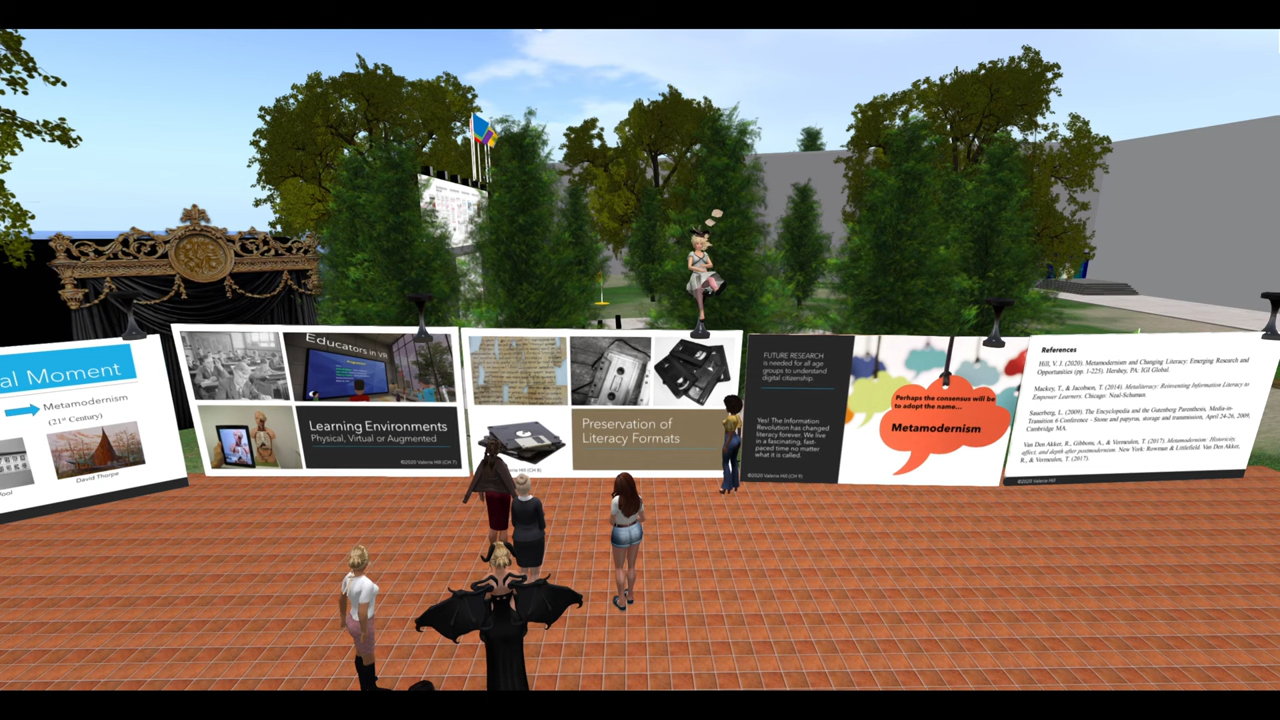 al Moment
Metamodernism
(21st Century)
Pool
David Thorpe
Educators in VR
Learning Environments
Physical, Virtual or Augmented
©2020 Valerie Hill (CH 7)
Preservation of
Literacy Formats
©2020 Valerie Hill (CH 8)
FUTURE RESEARCH
is needed for all age
groups to understand
digital citizenship.
Yes! The Information
Revolution has changed
literacy forever. We live
in a fascinating, fast-
paced time no matter
what it is called.
©2020 Valerie Hill (CH 9)
Perhaps the consensus will be
to adopt the name...
Metamodernism
References
Hill, V. J. (2020). Metamodernism and Changing Literacy: Emerging Research and
Opportunities (pp. 1-225). Hershey, PA: IGI Global.
Mackey, T., & Jacobson, T. (2014). Metaliteracy: Reinventing Information Literacy to
Empower Learners. Chicago: Neal-Schuman.
Sauerberg, L. (2009) The Encyclopedia and the Gutenberg Parenthesis, Media-in-
Transition 6 Conference - Stone and papyrus, storage and transmission, April 24-26, 2009,
Cambridge MA.
Van Den Akker, R., Gibbons, A., & Vermeulen, T. (2017). Metamodernism: Historicity,
affect, and depth after postmodernism. New York: Rowman & Littlefield. Van Den Akker,
R., & Vermeulen, T. (2017).
©2020 Valerie Hill